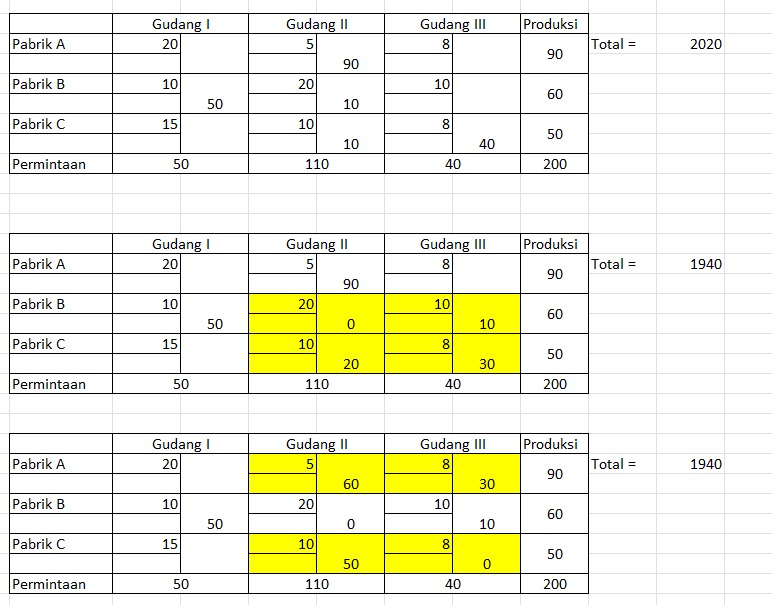 Gudang I Gudang II Gudang III Produksi
Pabrik A 20 5 8 90 Total = 2020
90
Pabrik B 10 20 10 60
50 10
Pabrik C 15 10 8 50
10 40
Permintaan 50 110 40 200
Gudang I Gudang II Gudang III Produksi
Pabrik A 20 5 8 90 Total = 1940
90
Pabrik B 10 20 10 60
50 0 10
Pabrik C 15 10 8 50
20 30
Permintaan 50 110 40 200
Gudang I Gudang II Gudang III Produksi
Pabrik A 20 5 8 90 Total = 1940
60 30
Pabrik B 10 20 10 60
50 0 10
Pabrik C 15 10 8 50
50 0
Permintaan 50 110 40 200